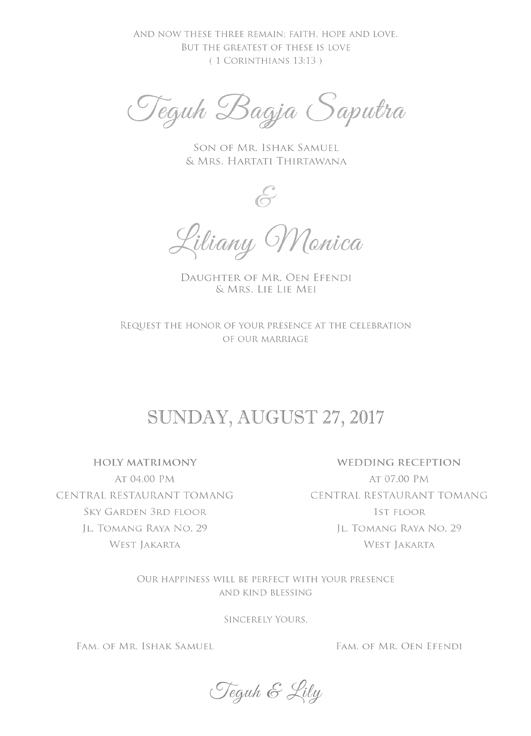 And now these three remain: faith, hope and love.
But the greatest of these is love
( 1 Corinthians 13:13 )
Teguh Bagja Saputra
Son of Mr. Ishak Samuel
& Mrs. Hartati Thirtawana
&
Liliany Monica
Daughter of Mr. Oen Efendi
& Mrs. Lie Lie Mei
Request the honor of your presence at the celebration
of our marriage
SUNDAY, AUGUST 27, 2017
HOLY MATRIMONY
At 04.00 PM
CENTRAL RESTAURANT TOMANG
Sky Garden 3rd floor
Jl. Tomang Raya No. 29
West Jakarta
WEDDING RECEPTION
At 07.00 PM
CENTRAL RESTAURANT TOMANG
1st floor
Jl. Tomang Raya No. 29
West Jakarta
Our happiness will be perfect with your presence
and kind blessing
Sincerely Yours,
Fam. of Mr. Ishak Samuel
Fam. of Mr. Oen Efendi
Teguh & Lily